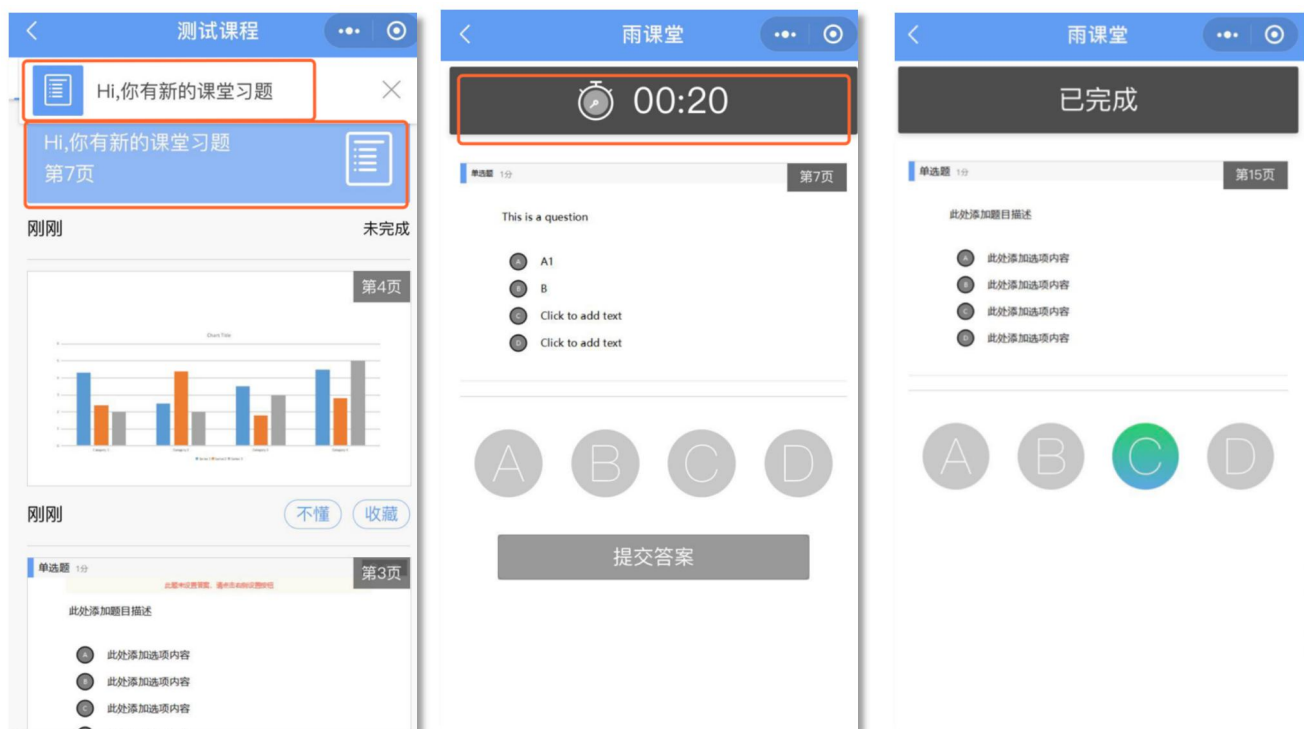 测试课程
Hi,你有新的课堂习题
Hi,你有新的课堂习题
第7页
刚刚
未完成
第4页
Chart Title
刚刚
不懂
收藏
单选题 1分
第3页
此处添加题目描述
A 此处添加选项内容
B 此处添加选项内容
C 此处添加选项内容
雨课堂
00:20
单选题 1分
第7页
This is a question
A A1
B B
C Click to add text
D Click to add text
A B C D
提交答案
雨课堂
已完成
单选题 1分
第15页
此处添加题目描述
A 此处添加选项内容
B 此处添加选项内容
C 此处添加选项内容
D 此处添加选项内容
A B C D